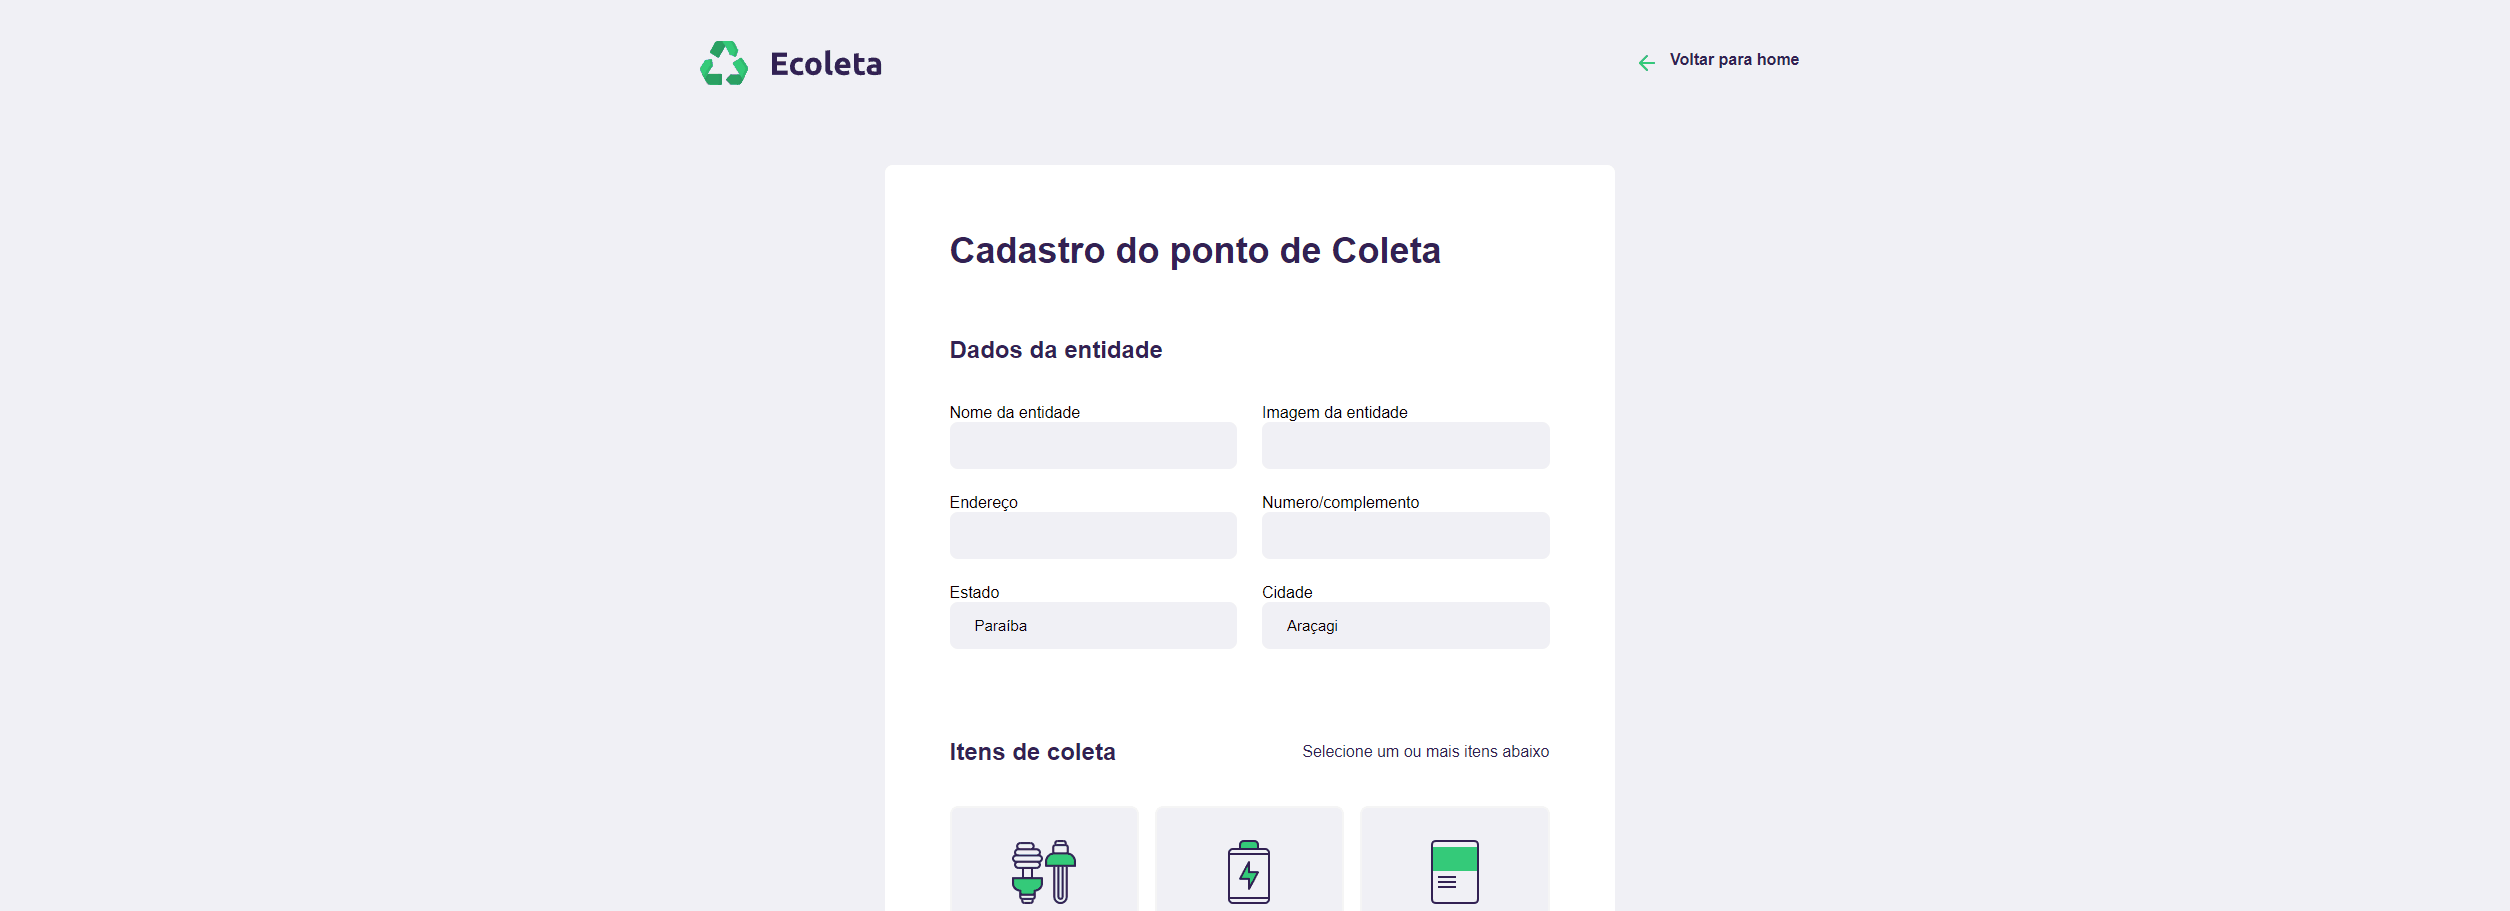 Ecoleta
Voltar para home
Cadastro do ponto de Coleta
Dados da entidade
Nome da entidade
Imagem da entidade
Endereço
Numero/complemento
Estado
Cidade
Paraíba
Araçagi
Itens de coleta
Selecione um ou mais itens abaixo